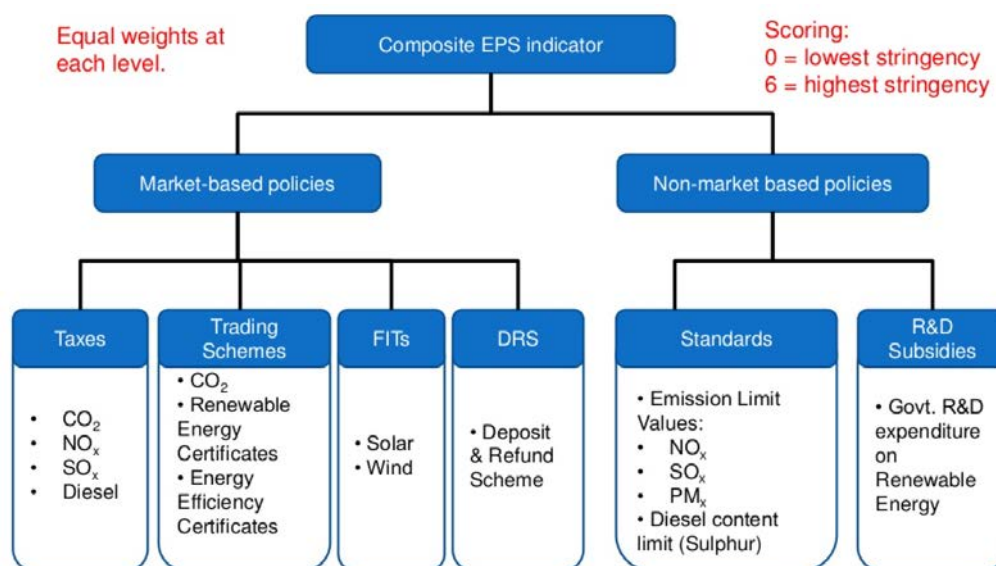 Equal weights at
each level.
Composite EPS indicator
Scoring:
0 = lowest stringency
6 = highest stringency
Market-based policies
Non-market based policies
Taxes
• CO₂
• NOₓ
• SOₓ
• Diesel
Trading
Schemes
• CO₂
• Renewable
Energy
Certificates
• Energy
Efficiency
Certificates
FITs
• Solar
• Wind
DRS
• Deposit
& Refund
Scheme
Standards
• Emission Limit
Values:
• NOₓ
• SOₓ
• PMₓ
• Diesel content
limit (Sulphur)
R&D
Subsidies
• Govt. R&D
expenditure
on
Renewable
Energy